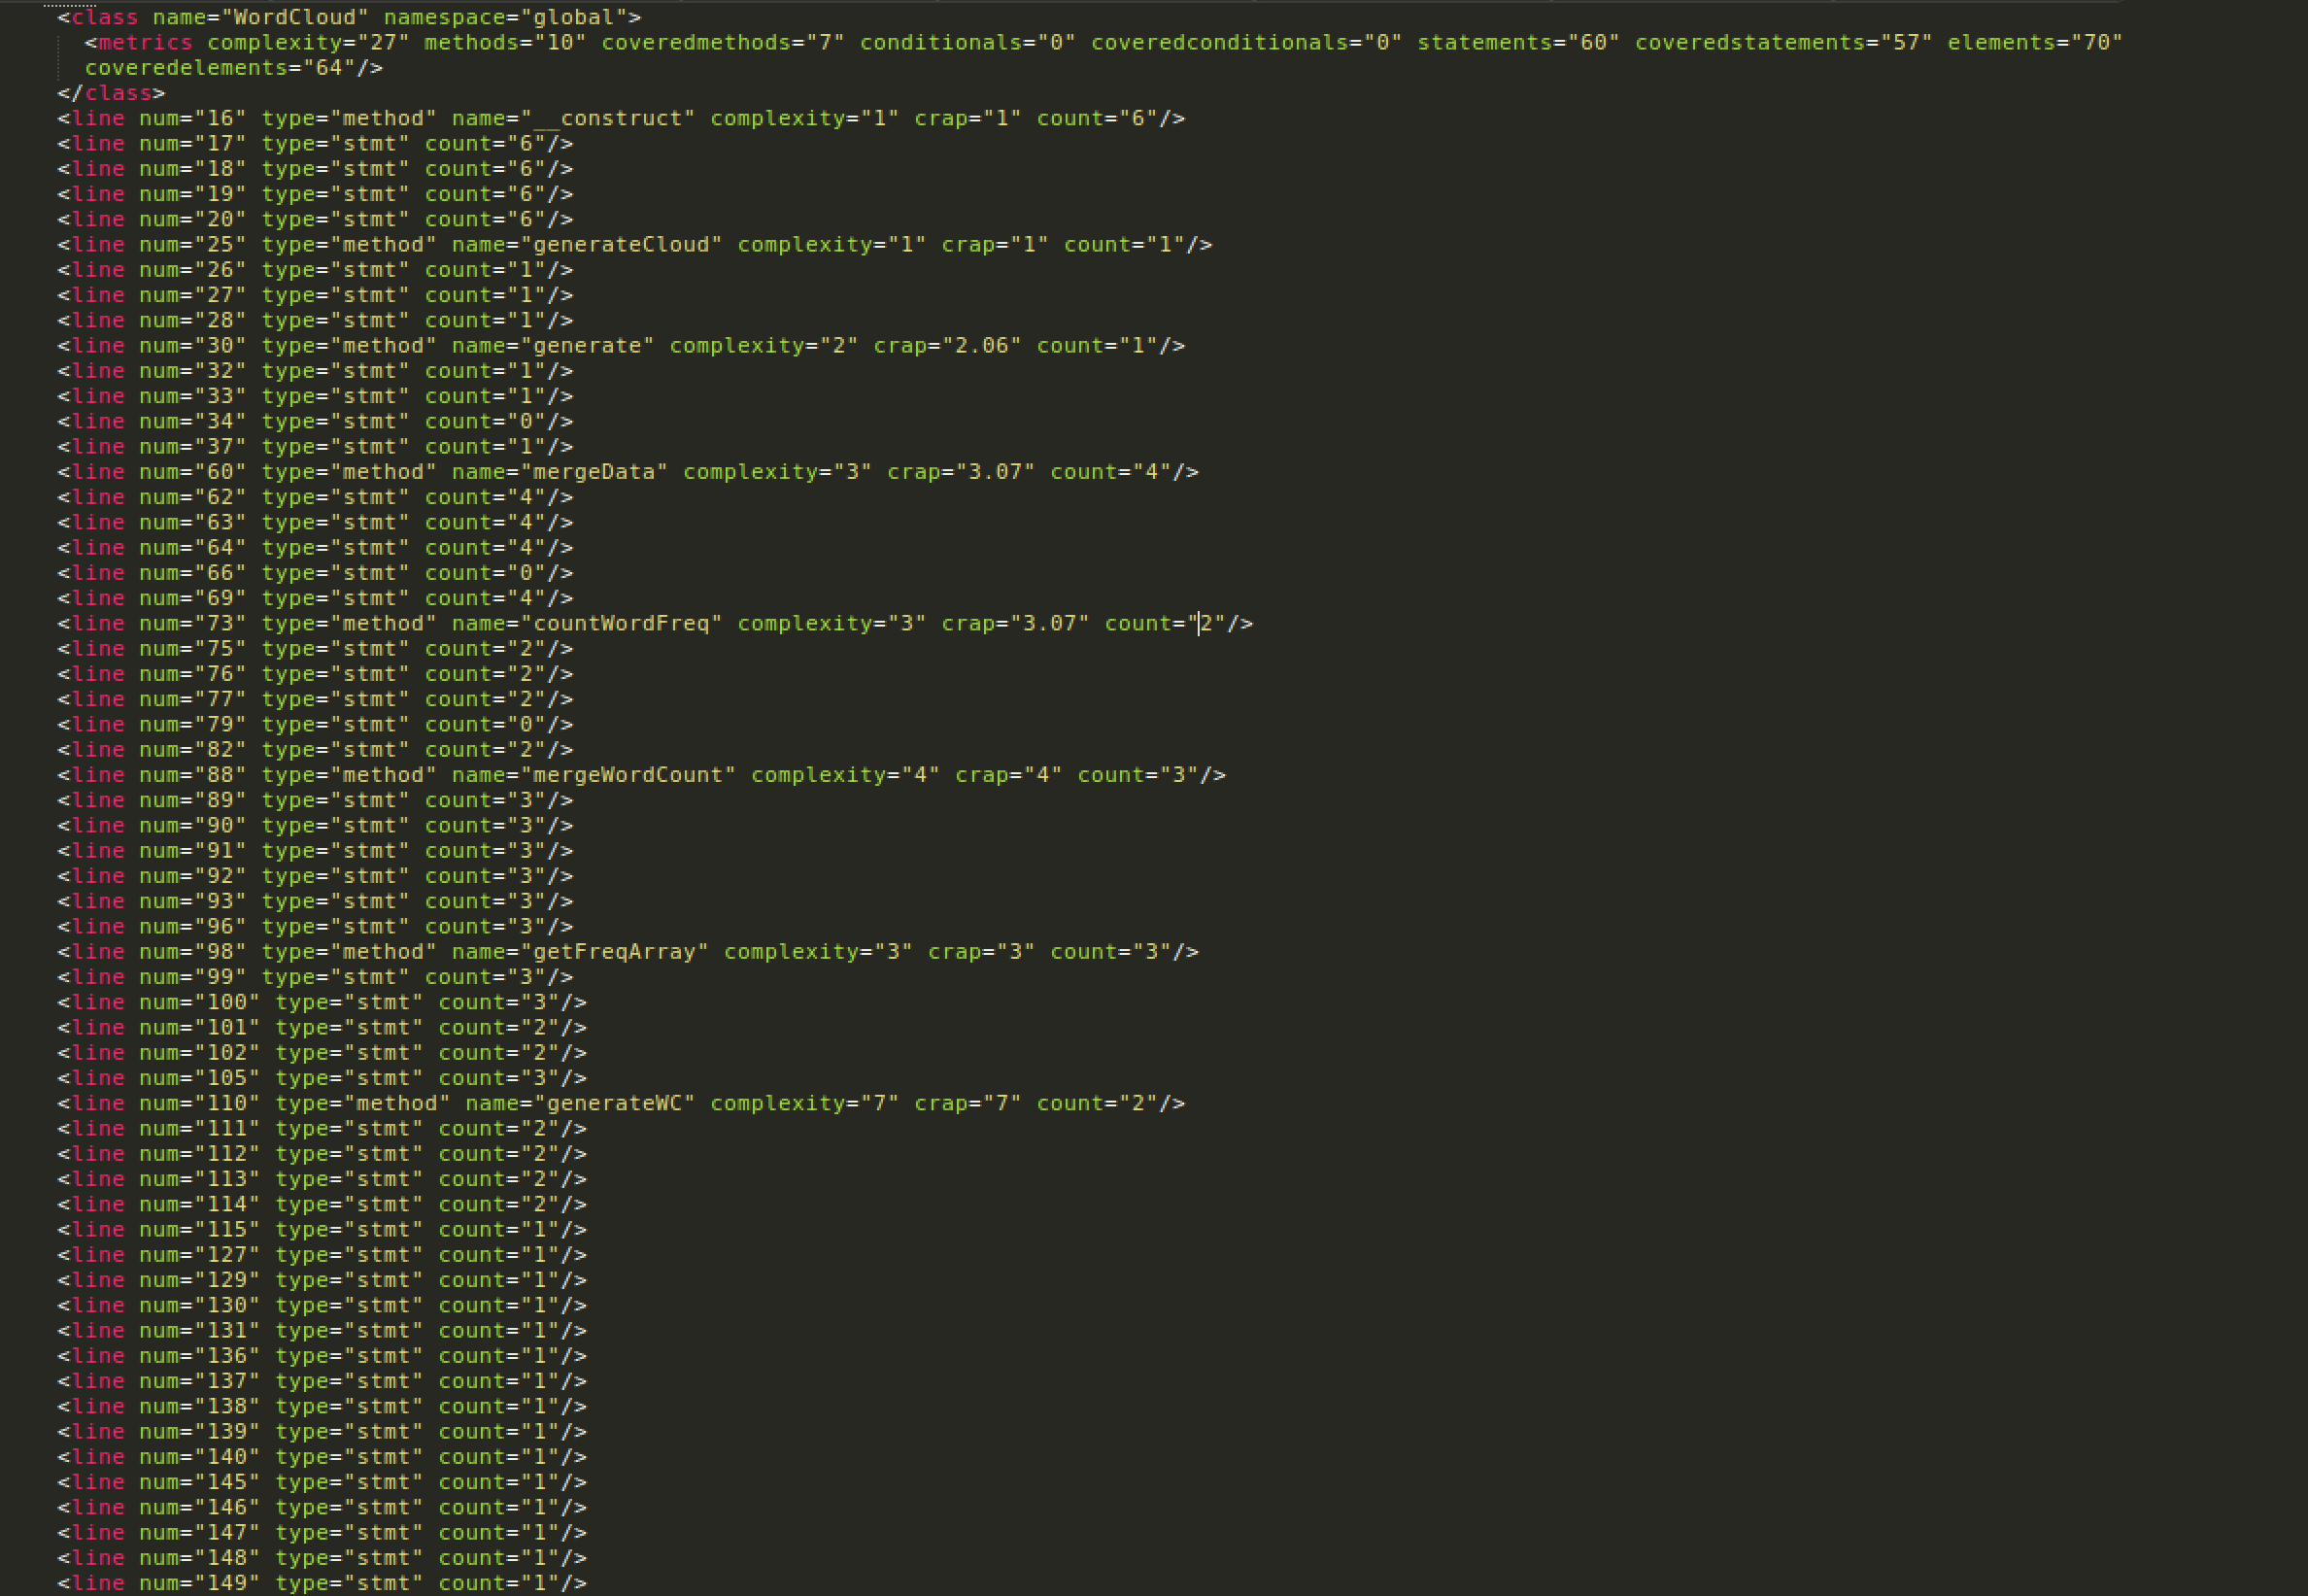 <class name="WordCloud" namespace="global">
<metrics complexity="27" methods="10" coveredmethods="7" conditionals="0" coveredconditionals="0" statements="60" coveredstatements="57" elements="70"
coveredelements="64"/>
</class>
<line num="16" type="method" name="__construct" complexity="1" crap="1" count="6"/>
<line num="17" type="stmt" count="6"/>
<line num="18" type="stmt" count="6"/>
<line num="19" type="stmt" count="6"/>
<line num="20" type="stmt" count="6"/>
<line num="25" type="method" name="generateCloud" complexity="1" crap="1" count="1"/>
<line num="26" type="stmt" count="1"/>
<line num="27" type="stmt" count="1"/>
<line num="28" type="stmt" count="1"/>
<line num="30" type="method" name="generate" complexity="2" crap="2.06" count="1"/>
<line num="32" type="stmt" count="1"/>
<line num="33" type="stmt" count="1"/>
<line num="34" type="stmt" count="0"/>
<line num="37" type="stmt" count="1"/>
<line num="60" type="method" name="mergeData" complexity="3" crap="3.07" count="4"/>
<line num="62" type="stmt" count="4"/>
<line num="63" type="stmt" count="4"/>
<line num="64" type="stmt" count="4"/>
<line num="66" type="stmt" count="0"/>
<line num="69" type="stmt" count="4"/>
<line num="73" type="method" name="countWordFreq" complexity="3" crap="3.07" count="2"/>
<line num="75" type="stmt" count="2"/>
<line num="76" type="stmt" count="2"/>
<line num="77" type="stmt" count="2"/>
<line num="79" type="stmt" count="0"/>
<line num="82" type="stmt" count="2"/>
<line num="88" type="method" name="mergeWordCount" complexity="4" crap="4" count="3"/>
<line num="89" type="stmt" count="3"/>
<line num="90" type="stmt" count="3"/>
<line num="91" type="stmt" count="3"/>
<line num="92" type="stmt" count="3"/>
<line num="93" type="stmt" count="3"/>
<line num="96" type="stmt" count="3"/>
<line num="98" type="method" name="getFreqArray" complexity="3" crap="3" count="3"/>
<line num="99" type="stmt" count="3"/>
<line num="100" type="stmt" count="3"/>
<line num="101" type="stmt" count="2"/>
<line num="102" type="stmt" count="2"/>
<line num="105" type="stmt" count="3"/>
<line num="110" type="method" name="generateWC" complexity="7" crap="7" count="2"/>
<line num="111" type="stmt" count="2"/>
<line num="112" type="stmt" count="2"/>
<line num="113" type="stmt" count="2"/>
<line num="114" type="stmt" count="2"/>
<line num="115" type="stmt" count="1"/>
<line num="127" type="stmt" count="1"/>
<line num="129" type="stmt" count="1"/>
<line num="130" type="stmt" count="1"/>
<line num="131" type="stmt" count="1"/>
<line num="136" type="stmt" count="1"/>
<line num="137" type="stmt" count="1"/>
<line num="138" type="stmt" count="1"/>
<line num="139" type="stmt" count="1"/>
<line num="140" type="stmt" count="1"/>
<line num="145" type="stmt" count="1"/>
<line num="146" type="stmt" count="1"/>
<line num="147" type="stmt" count="1"/>
<line num="148" type="stmt" count="1"/>
<line num="149" type="stmt" count="1"/>